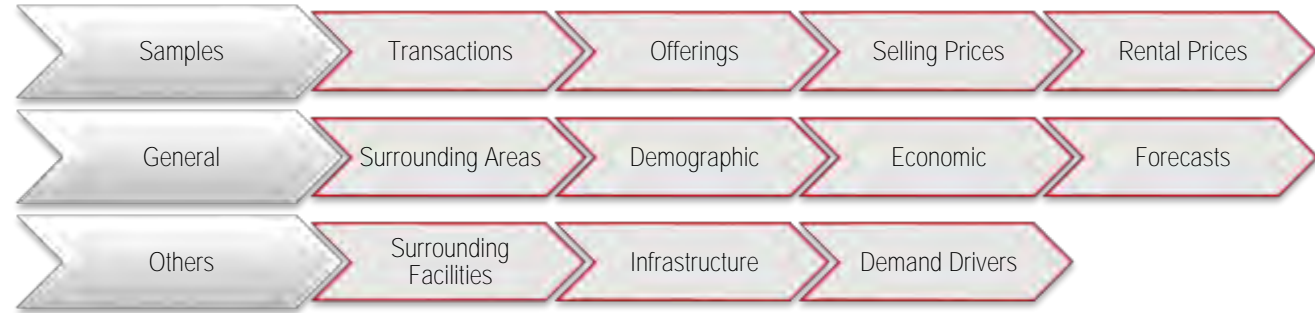 Samples
Transactions
Offerings
Selling Prices
Rental Prices
General
Surrounding Areas
Demographic
Economic
Forecasts
Others
Surrounding
Facilities
Infrastructure
Demand Drivers